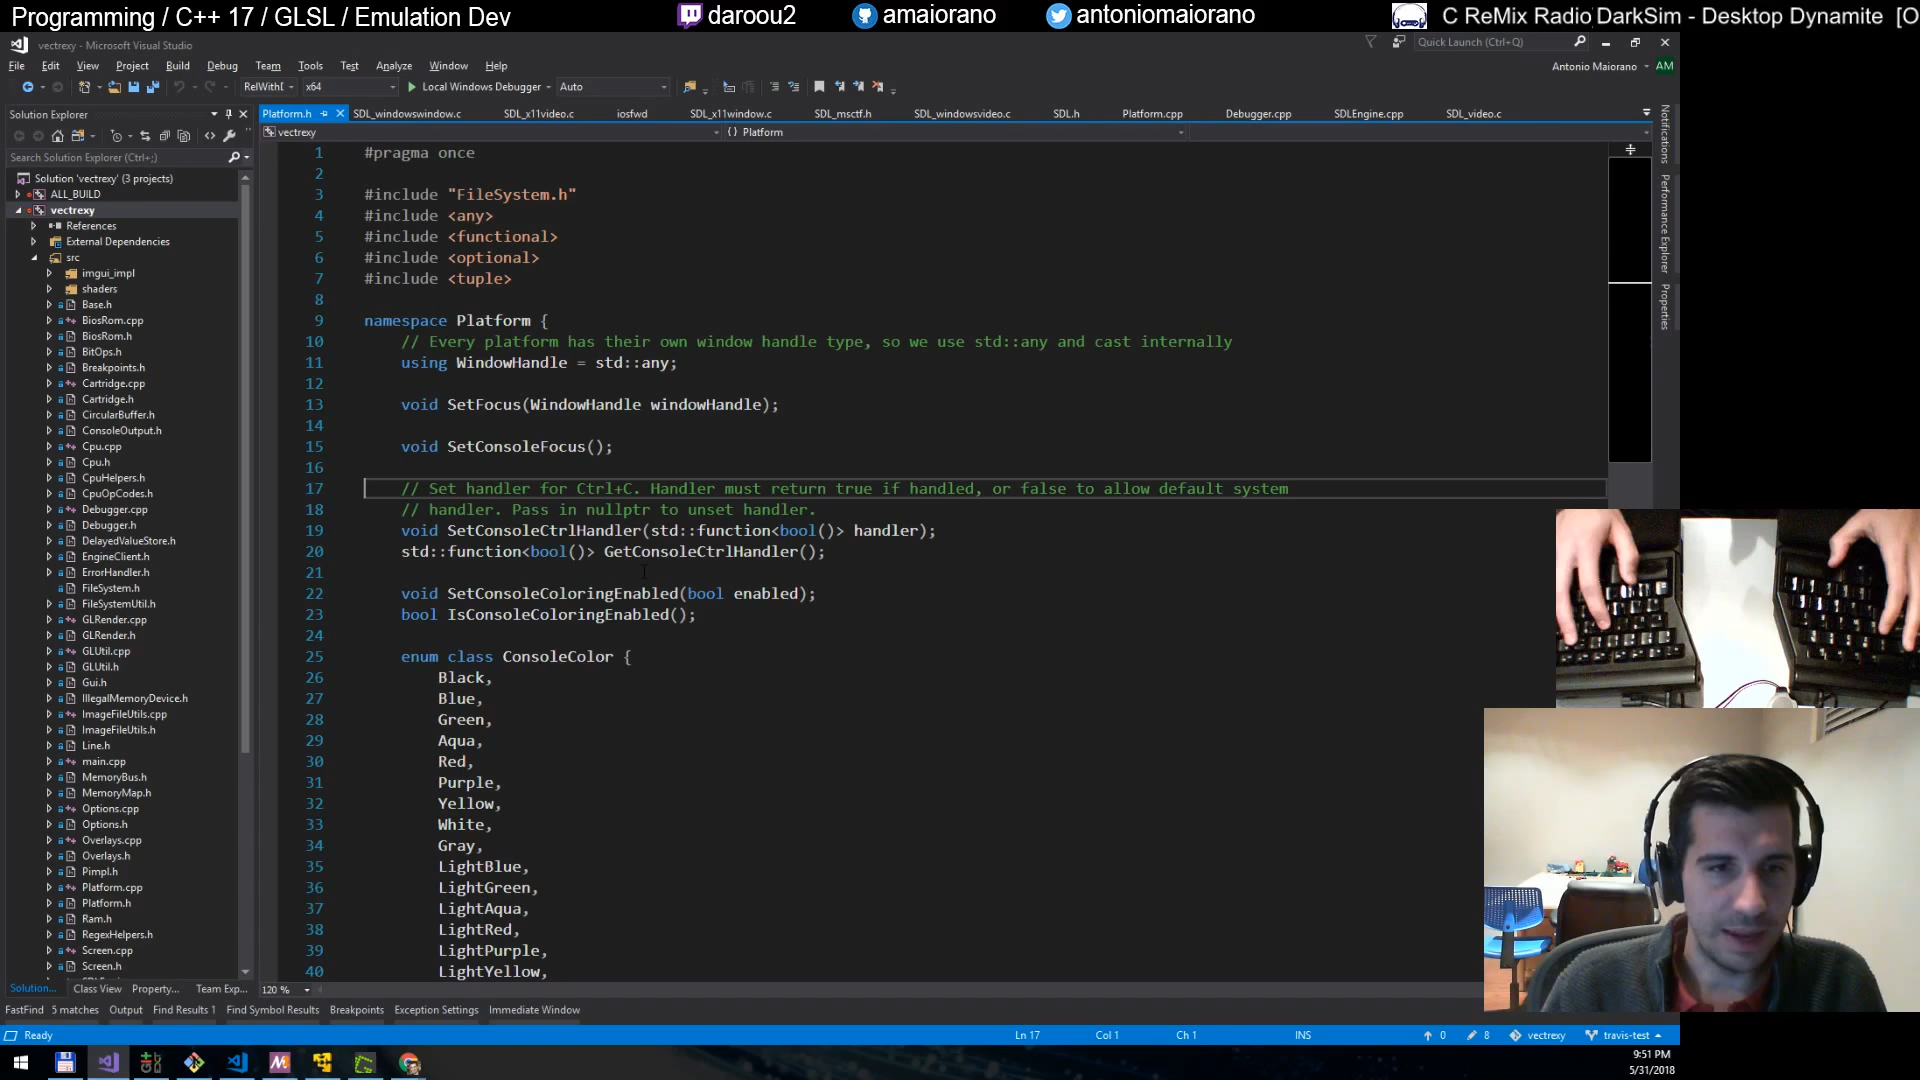 Programming / C++ 17 / GLSL / Emulation Dev
daroou2
amaiorano
antoniomaiorano
C ReMix Radio DarkSim - Desktop Dynamite [O
vectrexy - Microsoft Visual Studio
Quick Launch (Ctrl+Q)
File Edit View Project Build Debug Team Tools Test Analyze Window Help
Antonio Maiorano AM
RelWithD x64 Local Windows Debugger Auto
Solution Explorer
Platform.h SDL_windowswindow.c SDL_x11video.c iosfwd SDL_x11window.c SDL_msctf.h SDL_windowsvideo.c SDL.h Platform.cpp Debugger.cpp SDLEngine.cpp SDL_video.c
vectrexy {} Platform
Search Solution Explorer (Ctrl+;)
Solution 'vectrexy' (3 projects)
ALL_BUILD
vectrexy
References
External Dependencies
src
imgui_impl
shaders
Base.h
BiosRom.cpp
BiosRom.h
BitOps.h
Breakpoints.h
Cartridge.cpp
Cartridge.h
CircularBuffer.h
ConsoleOutput.h
Cpu.cpp
Cpu.h
CpuHelpers.h
CpuOpCodes.h
Debugger.cpp
Debugger.h
DelayedValueStore.h
EngineClient.h
ErrorHandler.h
FileSystem.h
FileSystemUtil.h
GLRender.cpp
GLRender.h
GLUtil.cpp
GLUtil.h
Gui.h
IllegalMemoryDevice.h
ImageFileUtils.cpp
ImageFileUtils.h
Line.h
main.cpp
MemoryBus.h
MemoryMap.h
Options.cpp
Options.h
Overlays.cpp
Overlays.h
Pimpl.h
Platform.cpp
Platform.h
Ram.h
RegexHelpers.h
Screen.cpp
Screen.h
1 #pragma once
2
3 #include "FileSystem.h"
4 #include <any>
5 #include <functional>
6 #include <optional>
7 #include <tuple>
8
9 namespace Platform {
10 // Every platform has their own window handle type, so we use std::any and cast internally
11 using WindowHandle = std::any;
12
13 void SetFocus(WindowHandle windowHandle);
14
15 void SetConsoleFocus();
16
17 // Set handler for Ctrl+C. Handler must return true if handled, or false to allow default system
18 // handler. Pass in nullptr to unset handler.
19 void SetConsoleCtrlHandler(std::function<bool()> handler);
20 std::function<bool()> GetConsoleCtrlHandler();
21
22 void SetConsoleColoringEnabled(bool enabled);
23 bool IsConsoleColoringEnabled();
24
25 enum class ConsoleColor {
26 Black,
27 Blue,
28 Green,
29 Aqua,
30 Red,
31 Purple,
32 Yellow,
33 White,
34 Gray,
35 LightBlue,
36 LightGreen,
37 LightAqua,
38 LightRed,
39 LightPurple,
40 LightYellow,
Notifications
Performance Explorer
Properties
Solution... Class View Property... Team Exp...
120 %
FastFind 5 matches Output Find Results 1 Find Symbol Results Breakpoints Exception Settings Immediate Window
Ready
Ln 17 Col 1 Ch 1 INS 0 8 vectrexy travis-test
9:51 PM
5/31/2018